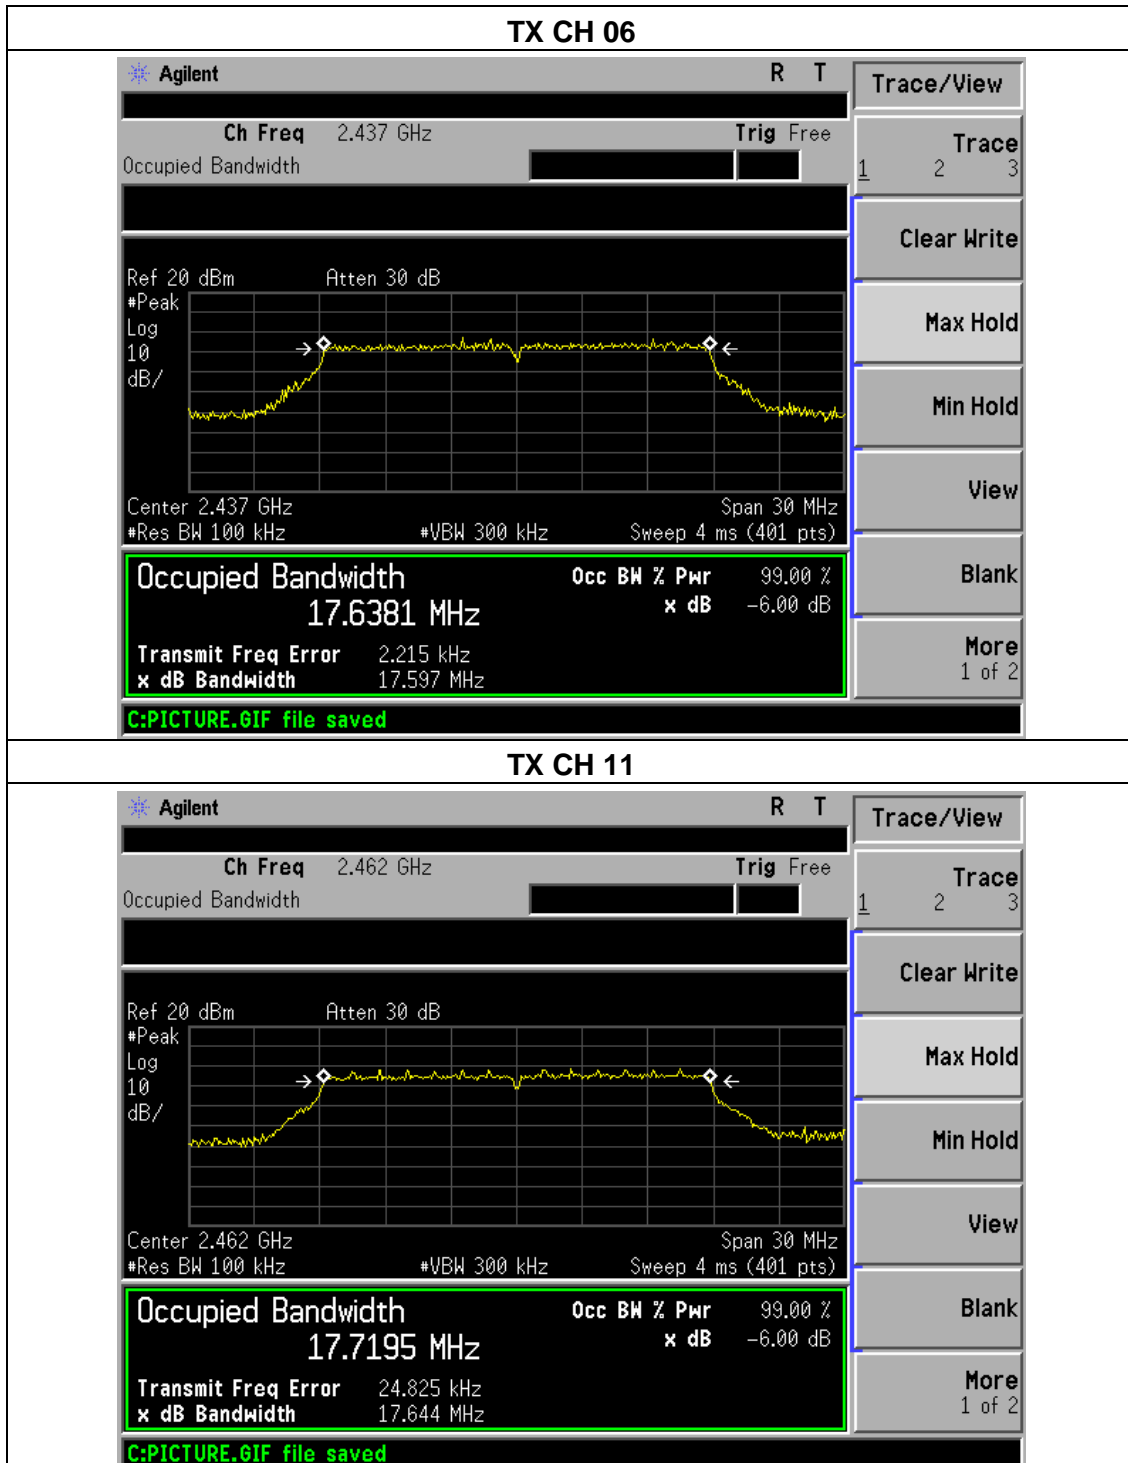 TX CH 06
Agilent R T
Trace/View
Ch Freq 2.437 GHz Trig Free
Occupied Bandwidth
Trace
1 2 3
Clear Write
Max Hold
Min Hold
View
Blank
More
1 of 2
Ref 20 dBm Atten 30 dB
#Peak
Log
10
dB/
Center 2.437 GHz Span 30 MHz
#Res BW 100 kHz #VBW 300 kHz Sweep 4 ms (401 pts)
Occupied Bandwidth Occ BW % Pwr 99.00 %
17.6381 MHz x dB -6.00 dB
Transmit Freq Error 2.215 kHz
x dB Bandwidth 17.597 MHz
C:PICTURE.GIF file saved
TX CH 11
Agilent R T
Trace/View
Ch Freq 2.462 GHz Trig Free
Occupied Bandwidth
Trace
1 2 3
Clear Write
Max Hold
Min Hold
View
Blank
More
1 of 2
Ref 20 dBm Atten 30 dB
#Peak
Log
10
dB/
Center 2.462 GHz Span 30 MHz
#Res BW 100 kHz #VBW 300 kHz Sweep 4 ms (401 pts)
Occupied Bandwidth Occ BW % Pwr 99.00 %
17.7195 MHz x dB -6.00 dB
Transmit Freq Error 24.825 kHz
x dB Bandwidth 17.644 MHz
C:PICTURE.GIF file saved